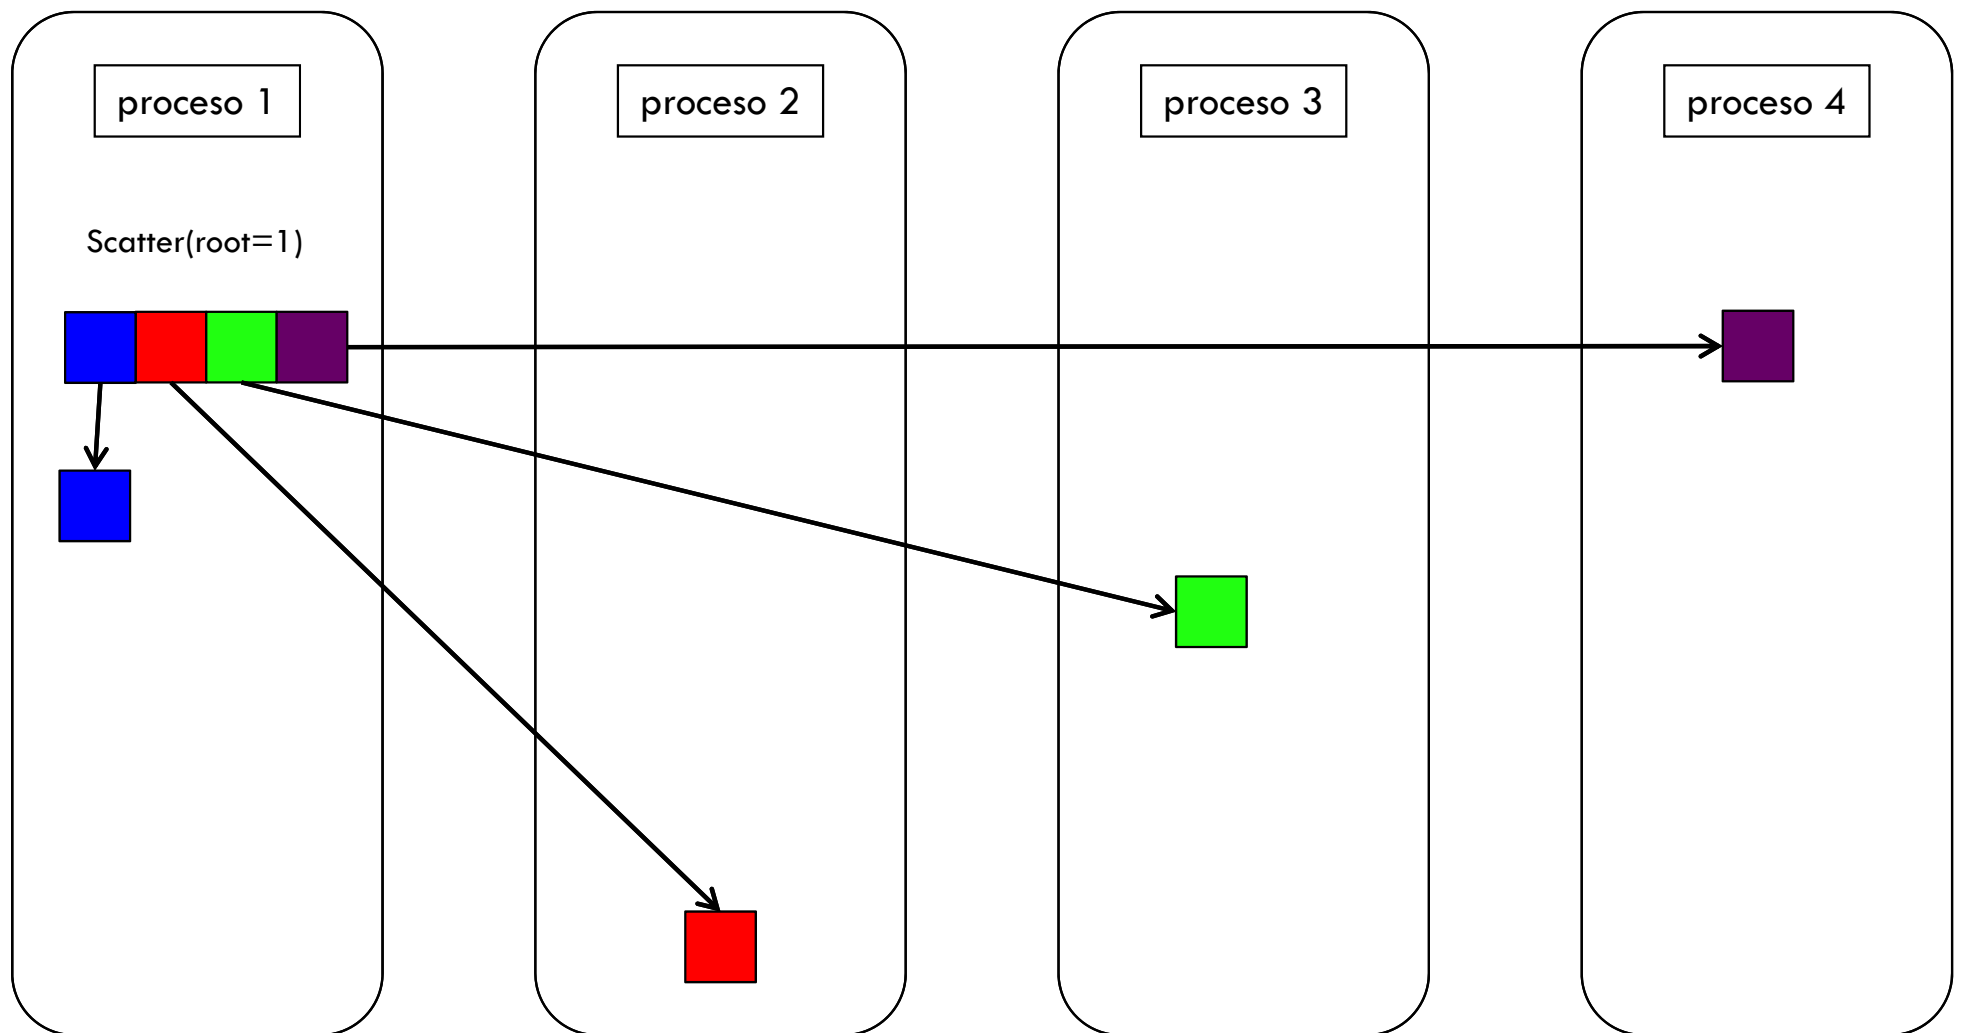 proceso 1
proceso 2
proceso 3
proceso 4
Scatter(root=1)